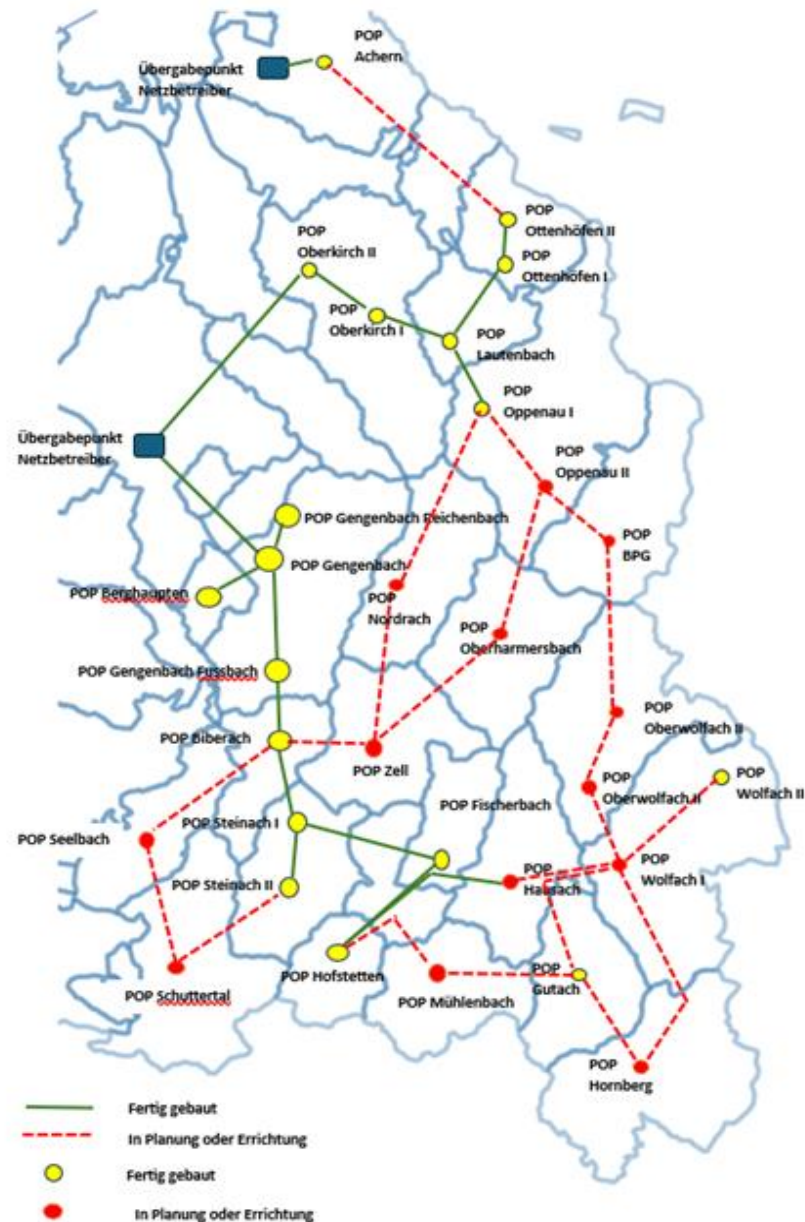 POP
Achern
Übergabepunkt
Netzbetreiber
POP
Ottenhöfen II
POP
Oberkirch II
POP
Ottenhöfen I
POP
Oberkirch I
POP
Lautenbach
POP
Oppenau I
Übergabepunkt
Netzbetreiber
POP
Oppenau II
POP Gengenbach Reichenbach
POP
BPG
POP Gengenbach
POP Berghaupten
POP
Nordrach
POP
Oberharmersbach
POP Gengenbach Fussbach
POP
Oberwolfach II
POP Biberach
POP Zell
POP
Wolfach II
POP
Oberwolfach II
POP Fischerbach
POP Steinach I
POP Seelbach
POP
Wolfach I
POP
Hausach
POP Steinach II
POP Hofstetten
POP
Gutach
POP Mühlenbach
POP Schuttertal
POP
Hornberg
Fertig gebaut
In Planung oder Errichtung
Fertig gebaut
In Planung oder Errichtung